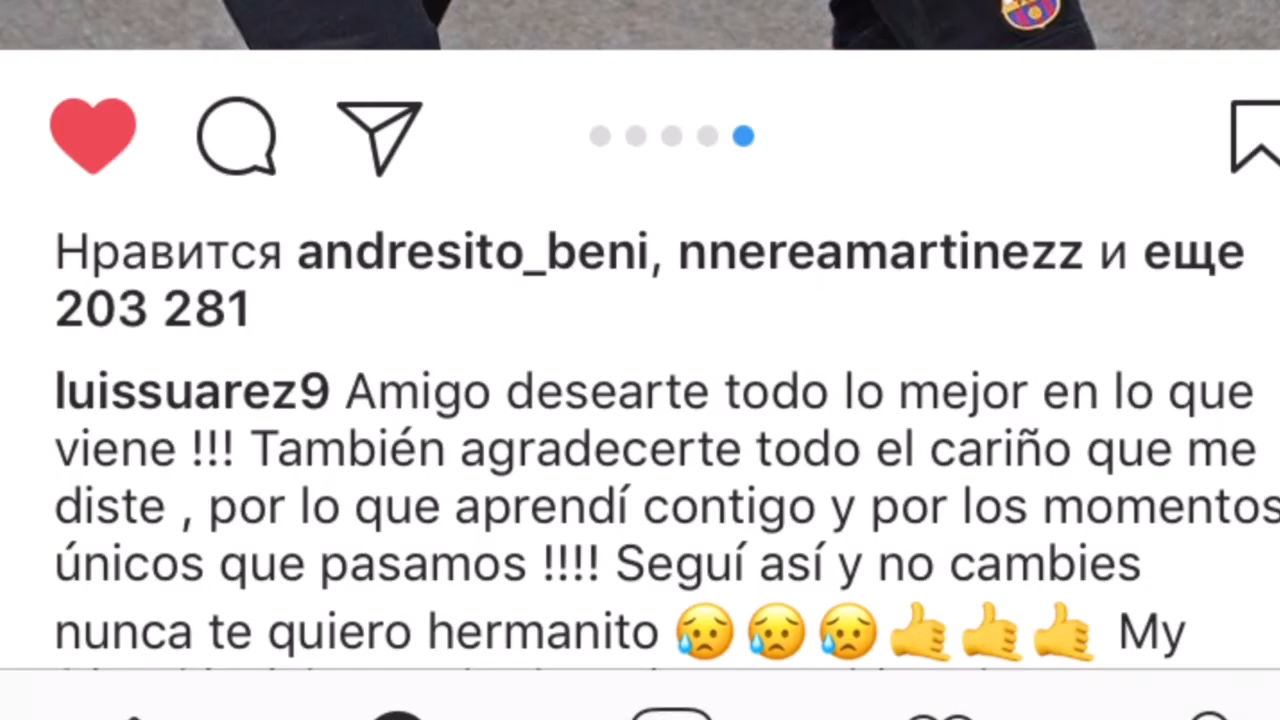 Нравится andresito_beni, nnereamartinezz и еще
203 281
luissuarez9 Amigo desearte todo lo mejor en lo que
viene !!! También agradecerte todo el cariño que me
diste , por lo que aprendí contigo y por los momentos
únicos que pasamos !!!! Seguí así y no cambies
nunca te quiero hermanito 😥😥😥🤙🤙🤙 My